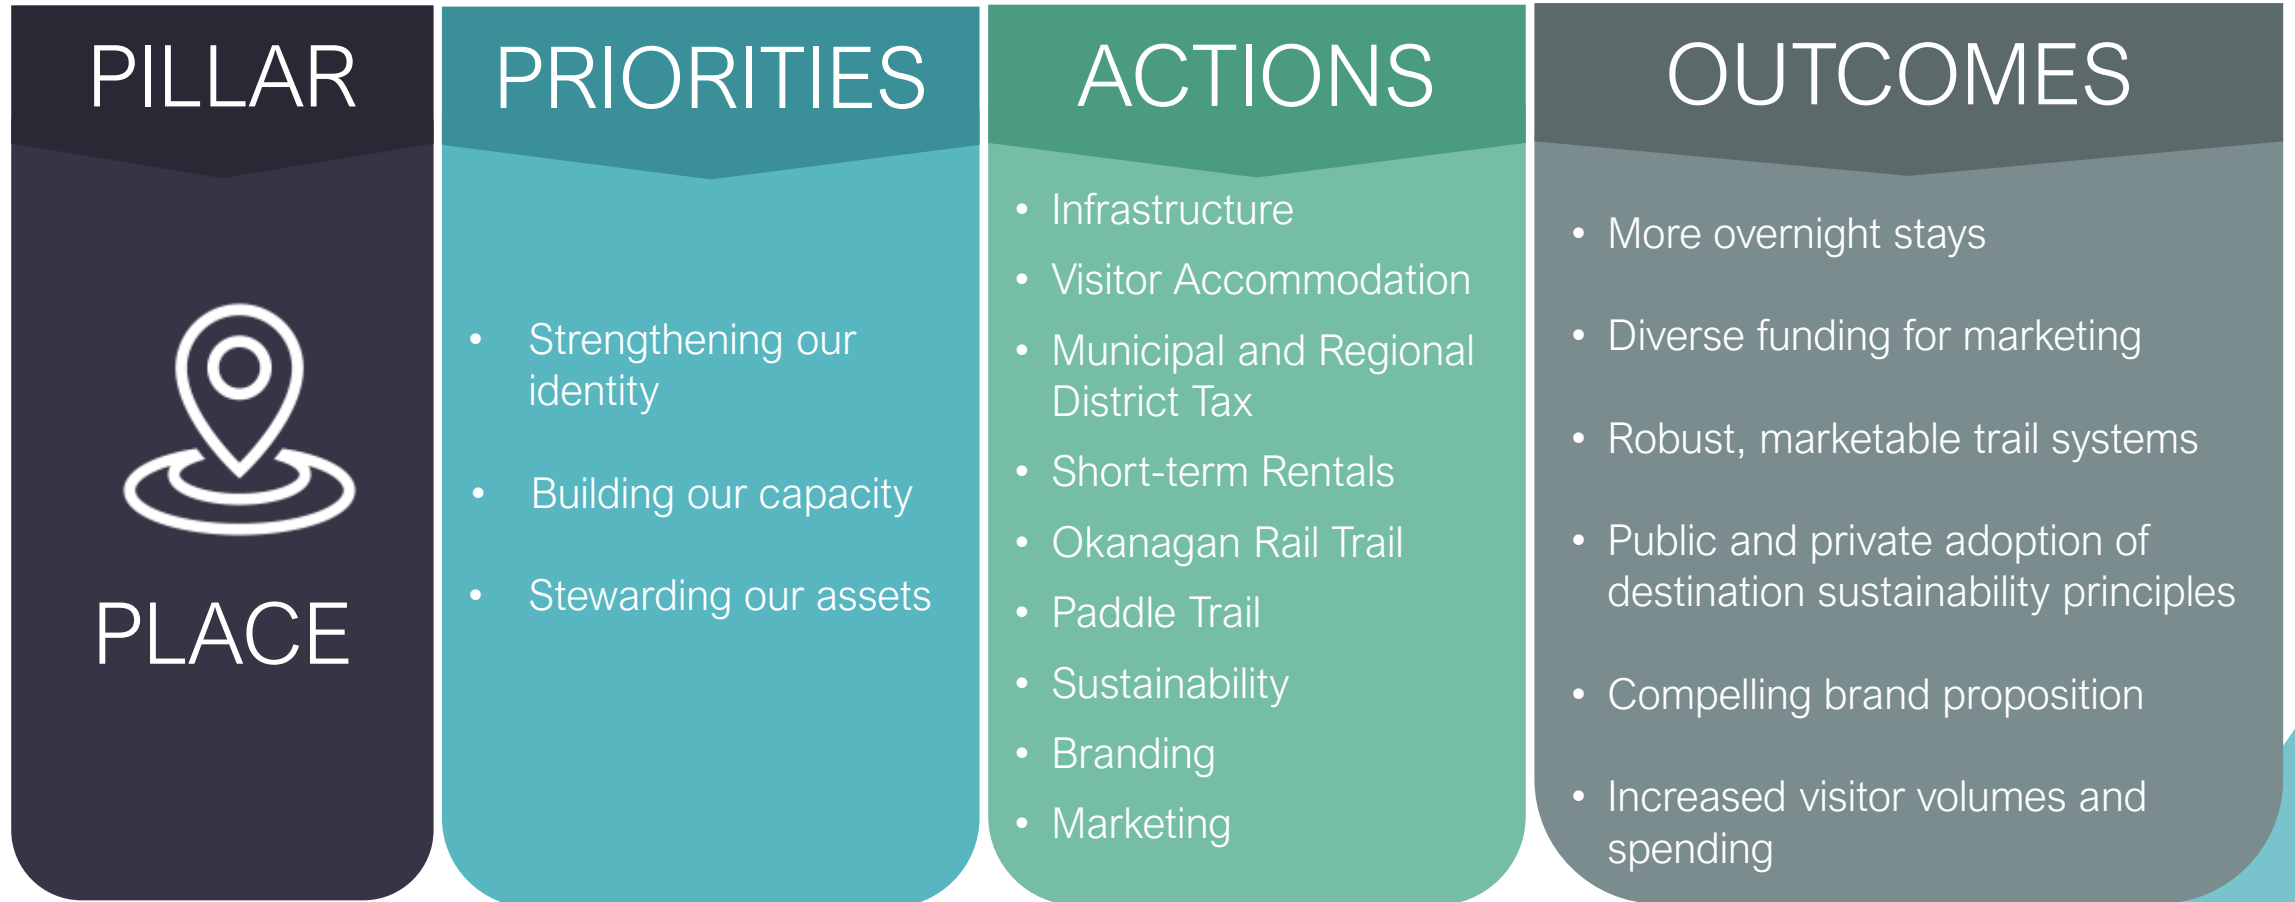 PILLAR
PLACE
PRIORITIES
• Strengthening our
identity
• Building our capacity
• Stewarding our assets
ACTIONS
• Infrastructure
• Visitor Accommodation
• Municipal and Regional
District Tax
• Short-term Rentals
• Okanagan Rail Trail
• Paddle Trail
• Sustainability
• Branding
• Marketing
OUTCOMES
• More overnight stays
• Diverse funding for marketing
• Robust, marketable trail systems
• Public and private adoption of
destination sustainability principles
• Compelling brand proposition
• Increased visitor volumes and
spending